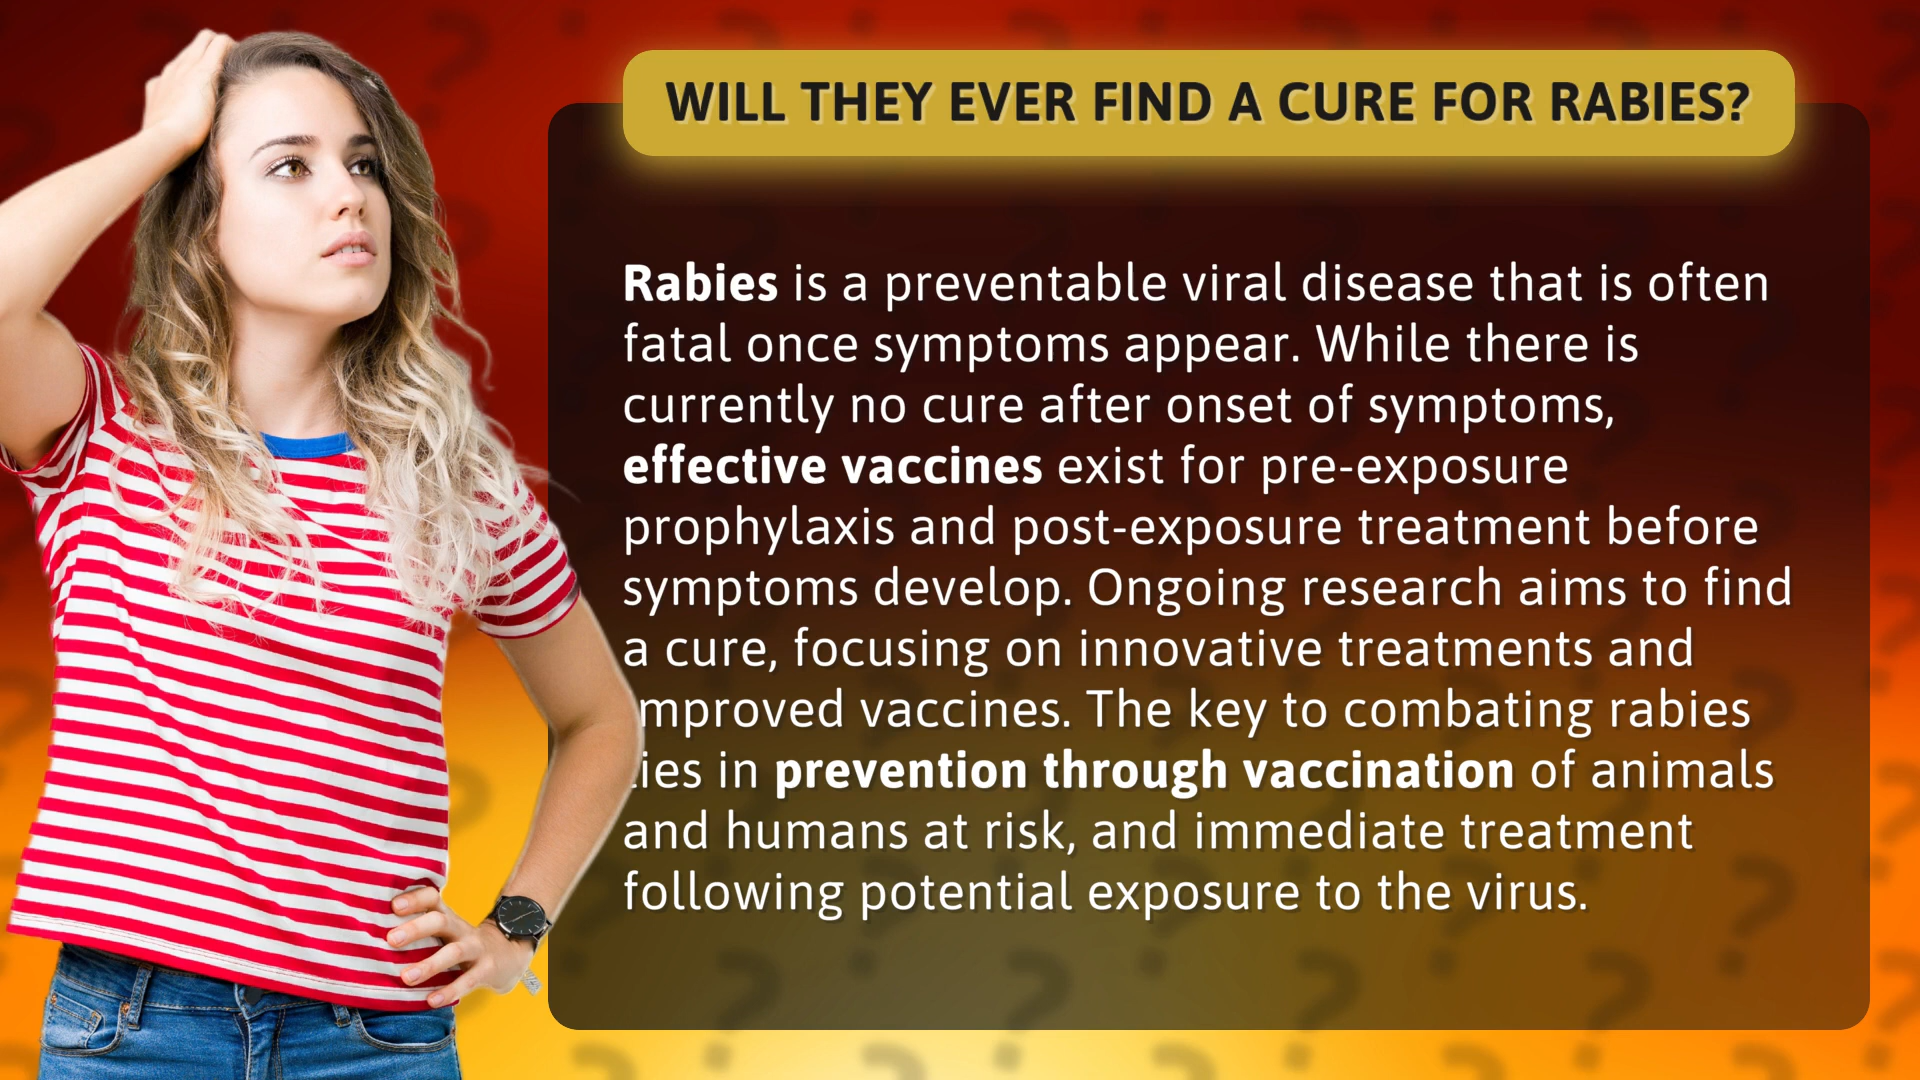 WILL THEY EVER FIND A CURE FOR RABIES?
Rabies is a preventable viral disease that is often
fatal once symptoms appear. While there is
currently no cure after onset of symptoms,
effective vaccines exist for pre-exposure
prophylaxis and post-exposure treatment before
symptoms develop. Ongoing research aims to find
a cure, focusing on innovative treatments and
improved vaccines. The key to combating rabies
lies in prevention through vaccination of animals
and humans at risk, and immediate treatment
following potential exposure to the virus.